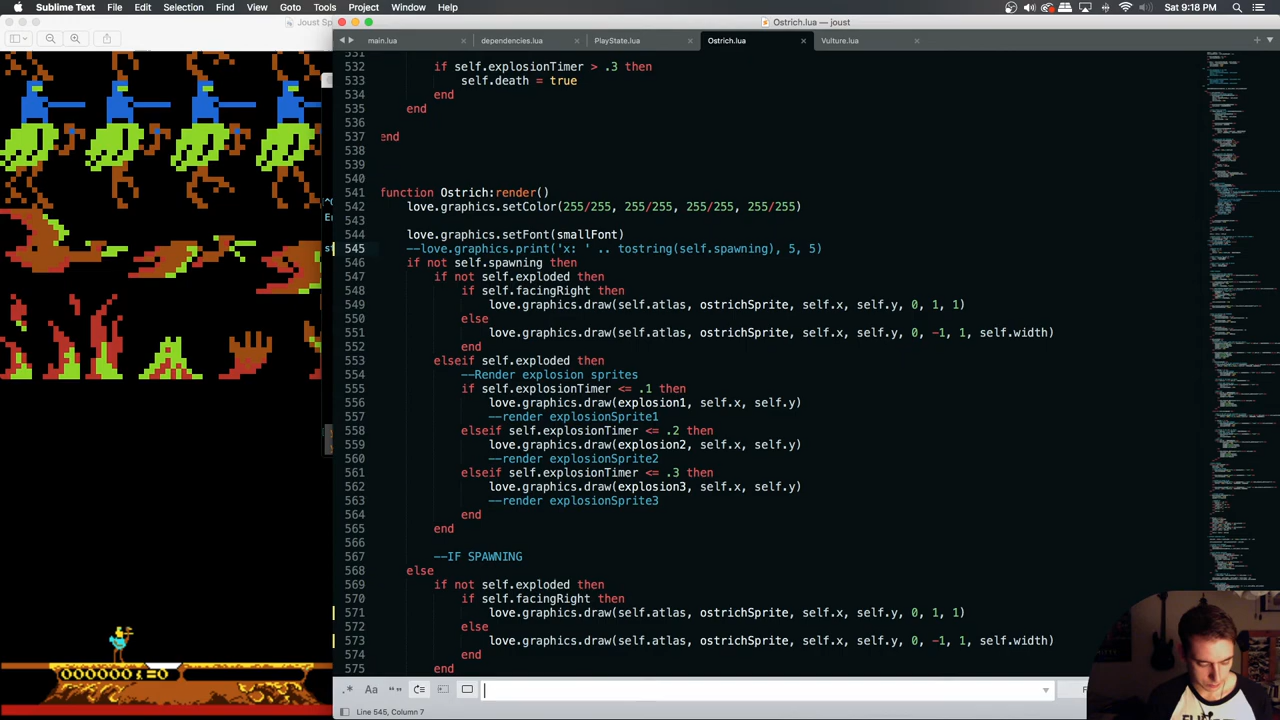 Sublime Text File Edit Selection Find View Goto Tools Project Window Help Sat 9:18 PM
Joust Sp
Ostrich.lua — joust
main.lua dependencies.lua PlayState.lua Ostrich.lua Vulture.lua
531
532 if self.explosionTimer > .3 then
533 self.death = true
534 end
535 end
536
537 end
538
539
540
541 function Ostrich:render()
542 love.graphics.setColor(255/255, 255/255, 255/255, 255/255)
543
544 love.graphics.setFont(smallFont)
545 --love.graphics.print('x: ' .. tostring(self.spawning), 5, 5)
546 if not self.spawning then
547 if not self.exploded then
548 if self.facingRight then
549 love.graphics.draw(self.atlas, ostrichSprite, self.x, self.y, 0, 1, 1)
550 else
551 love.graphics.draw(self.atlas, ostrichSprite, self.x, self.y, 0, -1, 1, self.width)
552 end
553 elseif self.exploded then
554 --Render explosion sprites
555 if self.explosionTimer <= .1 then
556 love.graphics.draw(explosion1, self.x, self.y)
557 --render explosionSprite1
558 elseif self.explosionTimer <= .2 then
559 love.graphics.draw(explosion2, self.x, self.y)
560 --render explosionSprite2
561 elseif self.explosionTimer <= .3 then
562 love.graphics.draw(explosion3, self.x, self.y)
563 --render explosionSprite3
564 end
565 end
566
567 --IF SPAWNING
568 else
569 if not self.exploded then
570 if self.facingRight then
571 love.graphics.draw(self.atlas, ostrichSprite, self.x, self.y, 0, 1, 1)
572 else
573 love.graphics.draw(self.atlas, ostrichSprite, self.x, self.y, 0, -1, 1, self.width)
574 end
575 end
Line 545, Column 7